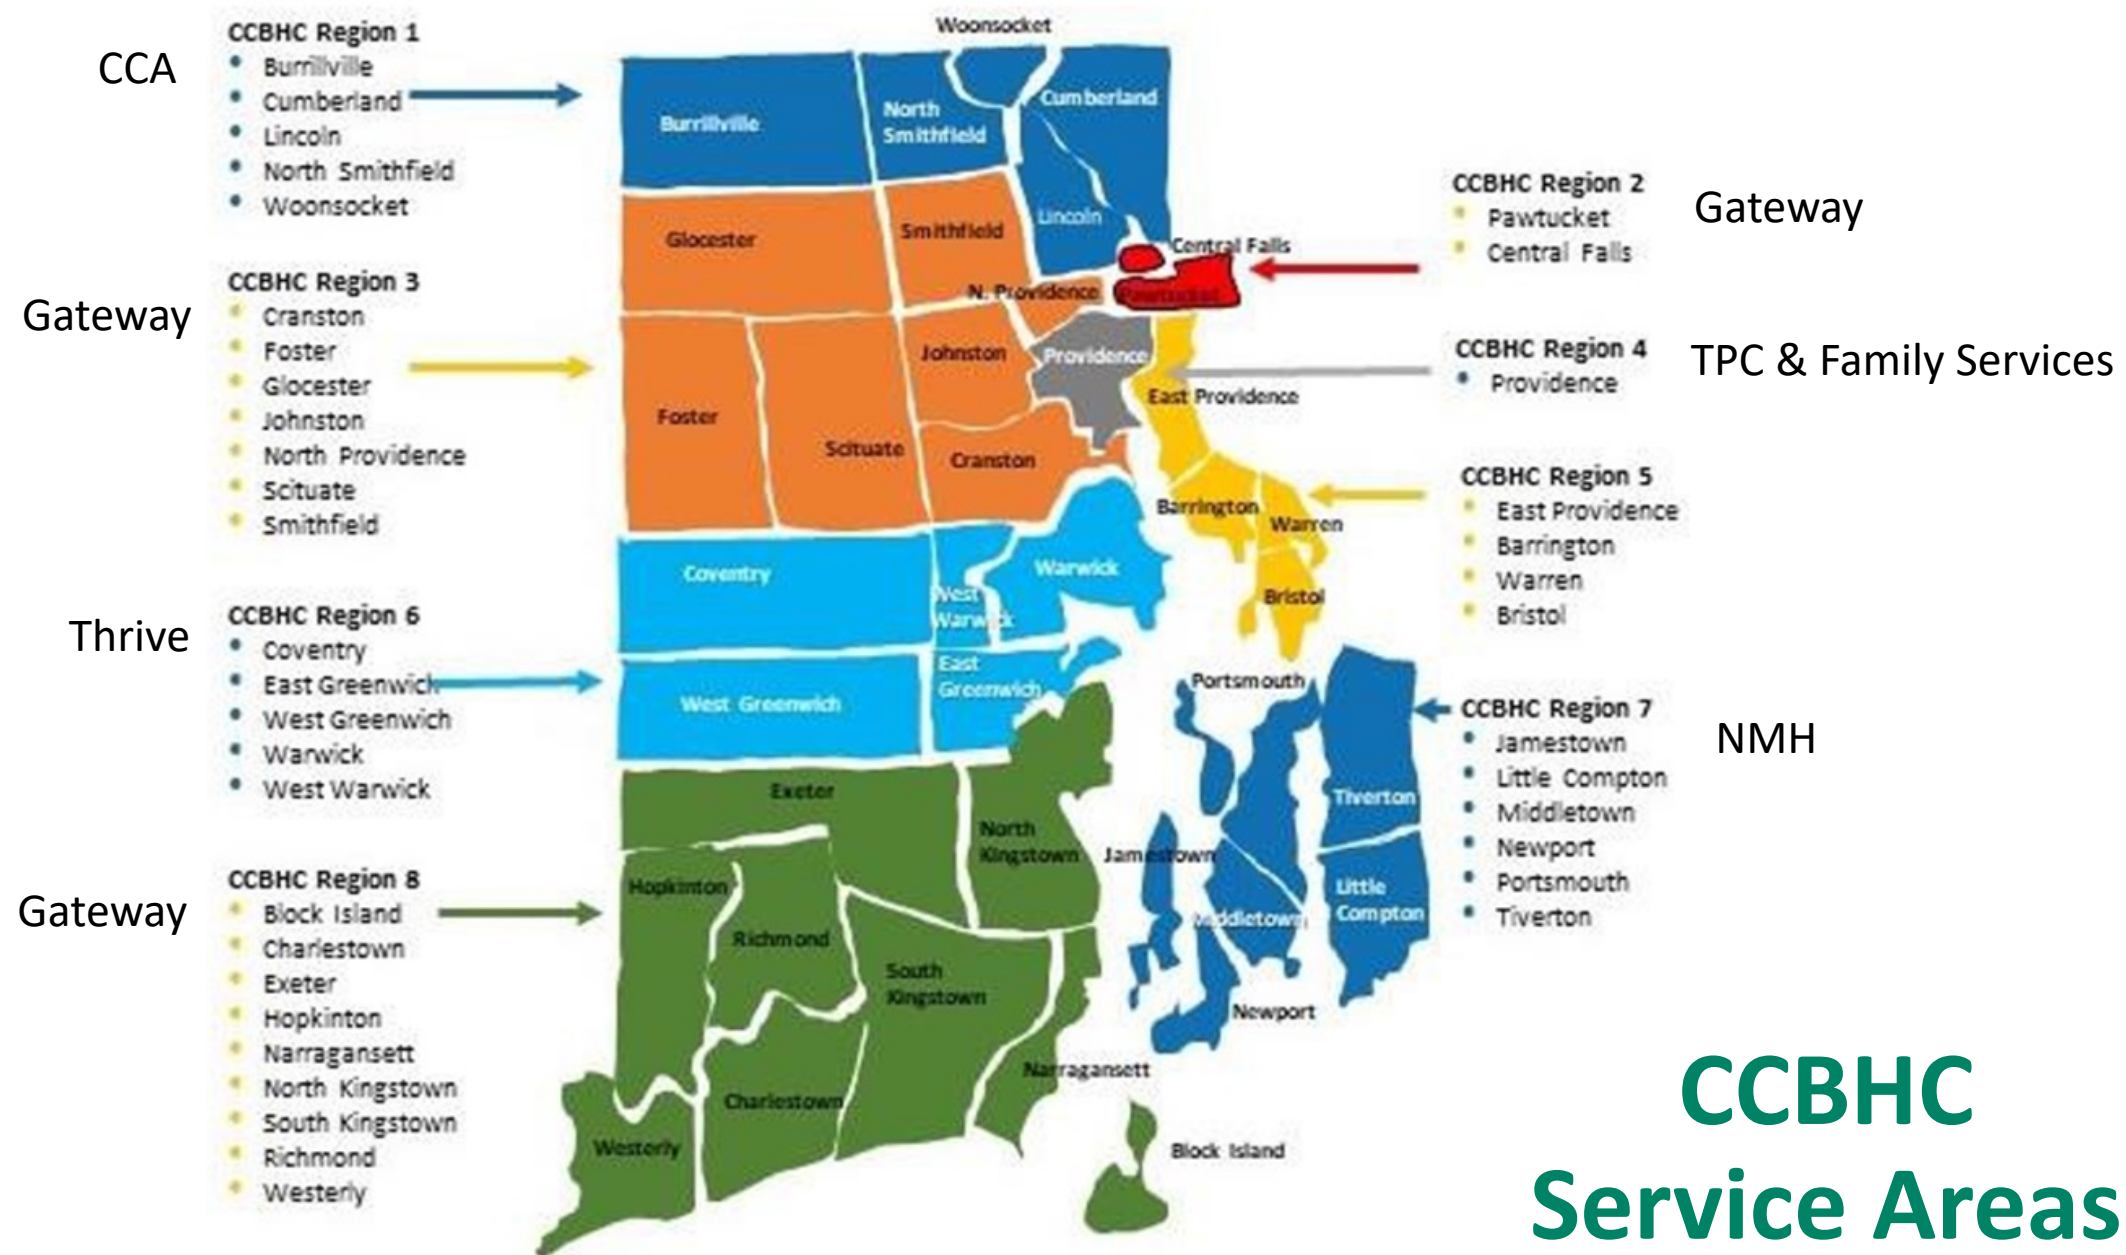 CCA
CCBHC Region 1
Burrillville
Cumberland
Lincoln
North Smithfield
Woonsocket
Gateway
CCBHC Region 3
Cranston
Foster
Glocester
Johnston
North Providence
Scituate
Smithfield
Thrive
CCBHC Region 6
Coventry
East Greenwich
West Greenwich
Warwick
West Warwick
Gateway
CCBHC Region 8
Block Island
Charlestown
Exeter
Hopkinton
Narragansett
North Kingstown
South Kingstown
Richmond
Westerly
Woonsocket
Burrillville
North
Smithfield
Cumberland
Lincoln
Glocester
Smithfield
Central Falls
N. Providence
Pawtucket
Johnston
Providence
East Providence
Foster
Scituate
Cranston
Barrington
Warren
Bristol
Coventry
West
Warwick
Warwick
West Greenwich
East
Greenwich
Portsmouth
Tiverton
Exeter
North
Kingstown
Jamestown
Hopkinton
Richmond
Middletown
Little
Compton
South
Kingstown
Newport
Narragansett
Charlestown
Westerly
Block Island
CCBHC Region 2
Pawtucket
Central Falls
Gateway
CCBHC Region 4
Providence
TPC & Family Services
CCBHC Region 5
East Providence
Barrington
Warren
Bristol
CCBHC Region 7
Jamestown
Little Compton
Middletown
Newport
Portsmouth
Tiverton
NMH
CCBHC
Service Areas